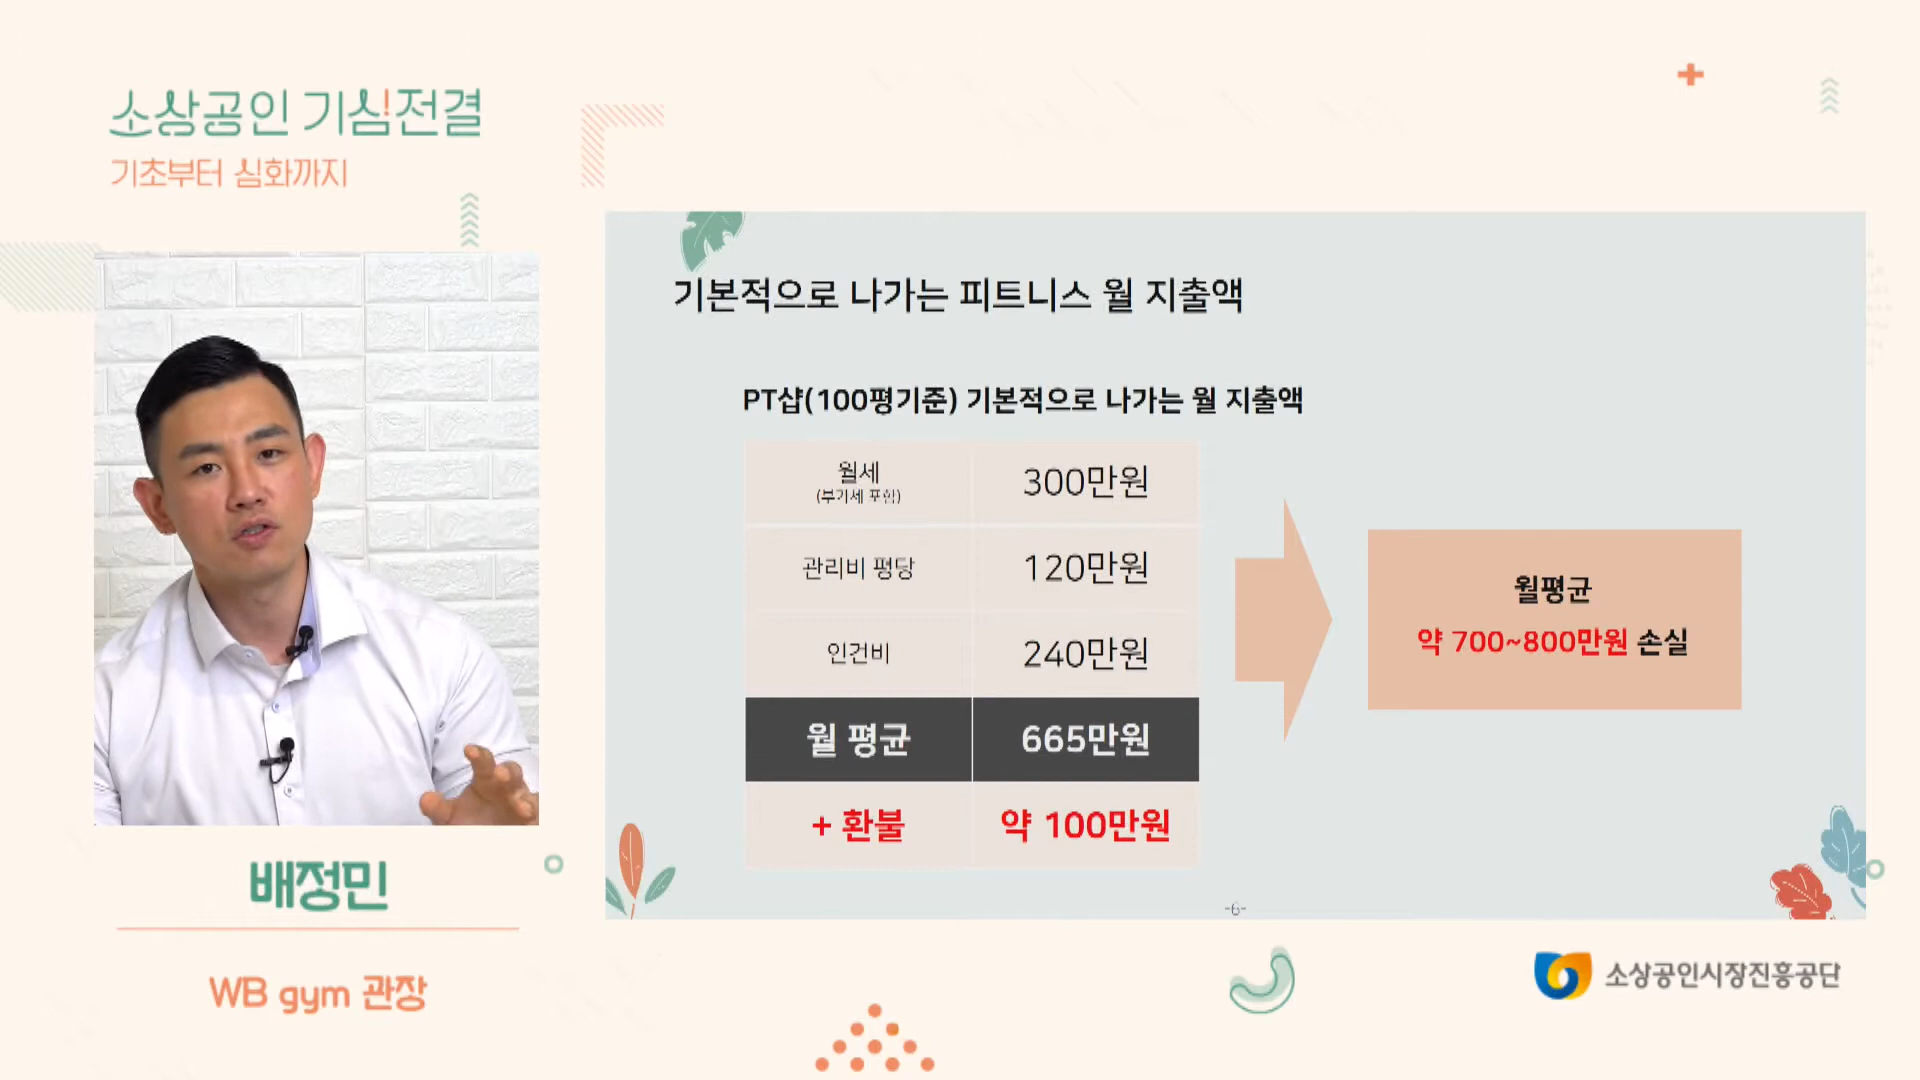 소상공인 기심전결
기초부터 심화까지
기본적으로 나가는 피트니스 월 지출액
PT샵(100평기준) 기본적으로 나가는 월 지출액
월세 300만원
(부가세 포함)
관리비 평당 120만원
인건비 240만원
월 평균 665만원
+ 환불 약 100만원
월평균
약 700~800만원 손실
-6-
배정민
WB gym 관장
소상공인시장진흥공단